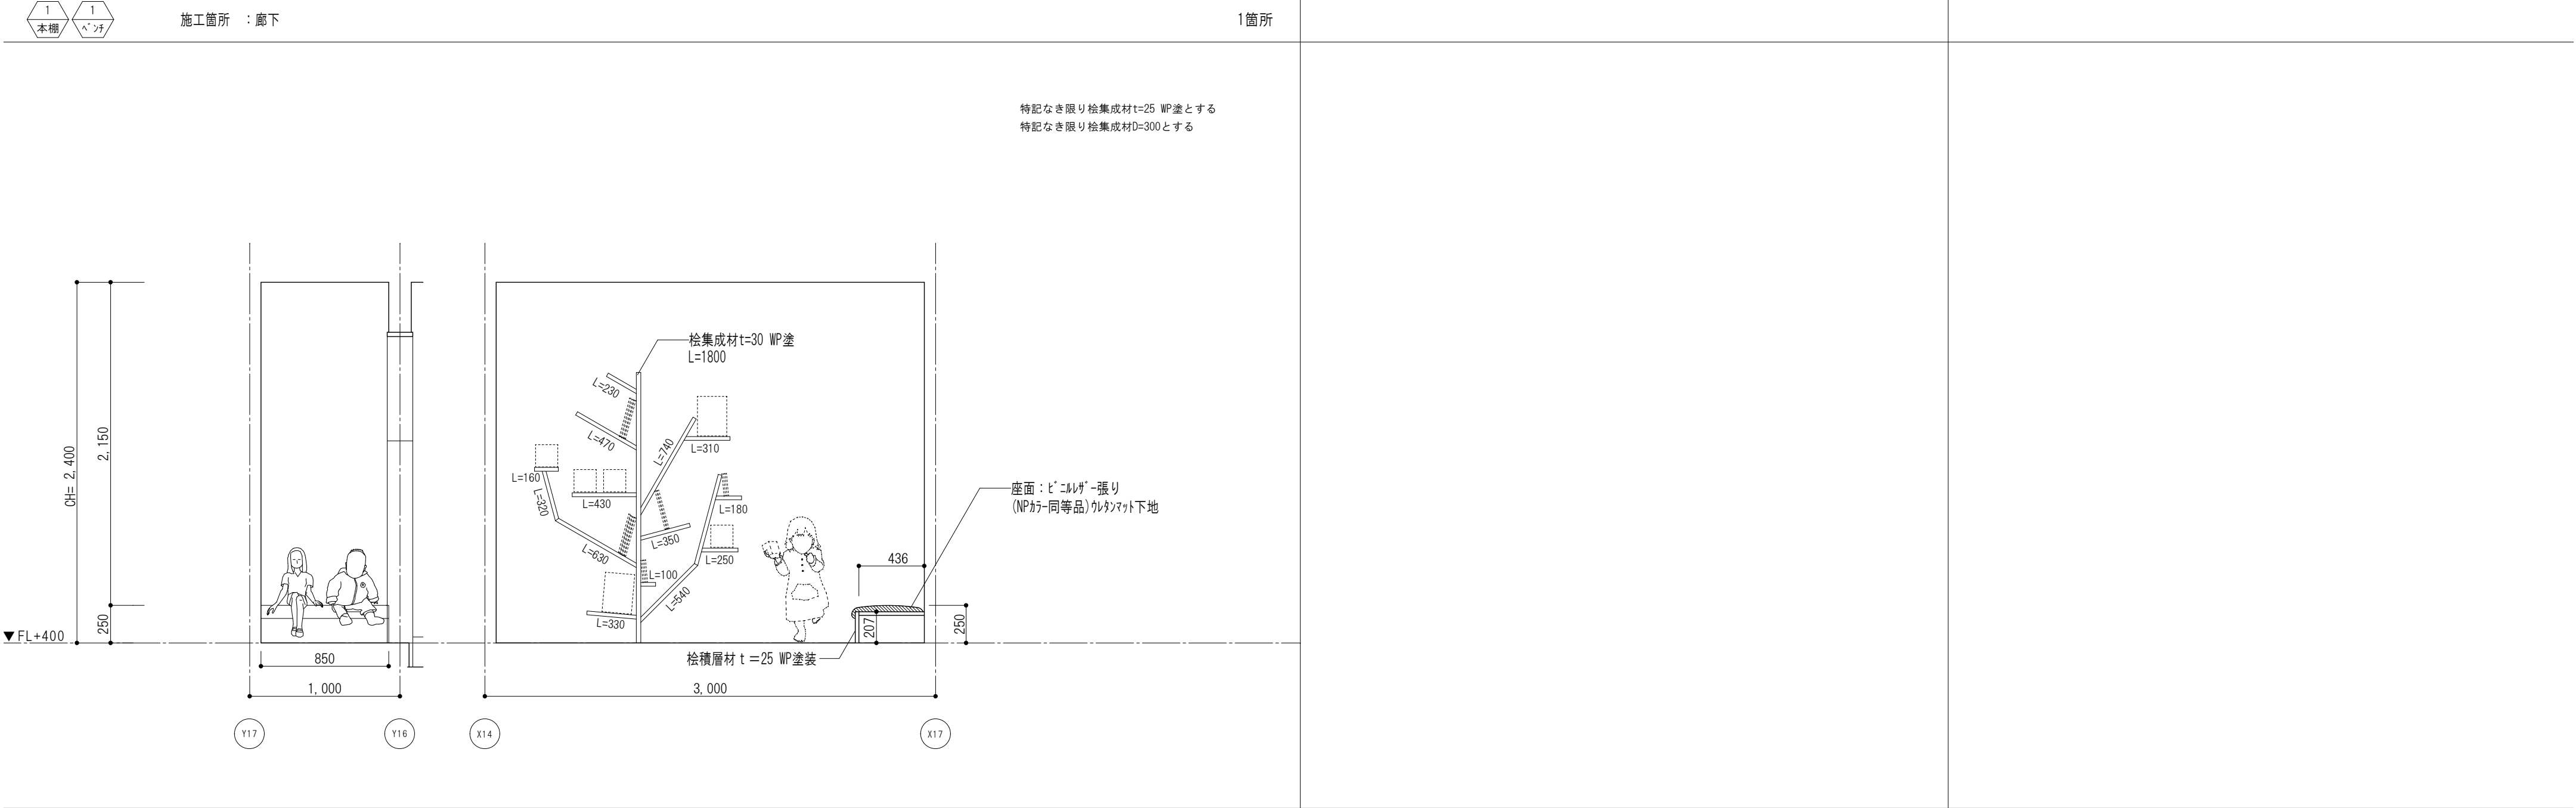 1
本棚
1
ﾍﾞﾝﾁ
施工箇所 ：廊下
1箇所
特記なき限り桧集成材t=25 WP塗とする
特記なき限り桧集成材D=300とする
桧集成材t=30 WP塗
L=1800
L=230
L=470
L=740
L=310
L=160
L=320
L=430
L=180
L=630
L=350
L=250
L=100
L=540
L=330
座面：ﾋﾞﾆﾙﾚｻﾞｰ張り
(NPｶﾗｰ同等品)ｳﾚﾀﾝﾏｯﾄ下地
436
207
250
CH= 2,400
2,150
250
▼FL+400
桧積層材ｔ＝25 WP塗装
850
1,000
3,000
Y17
Y16
X14
X17